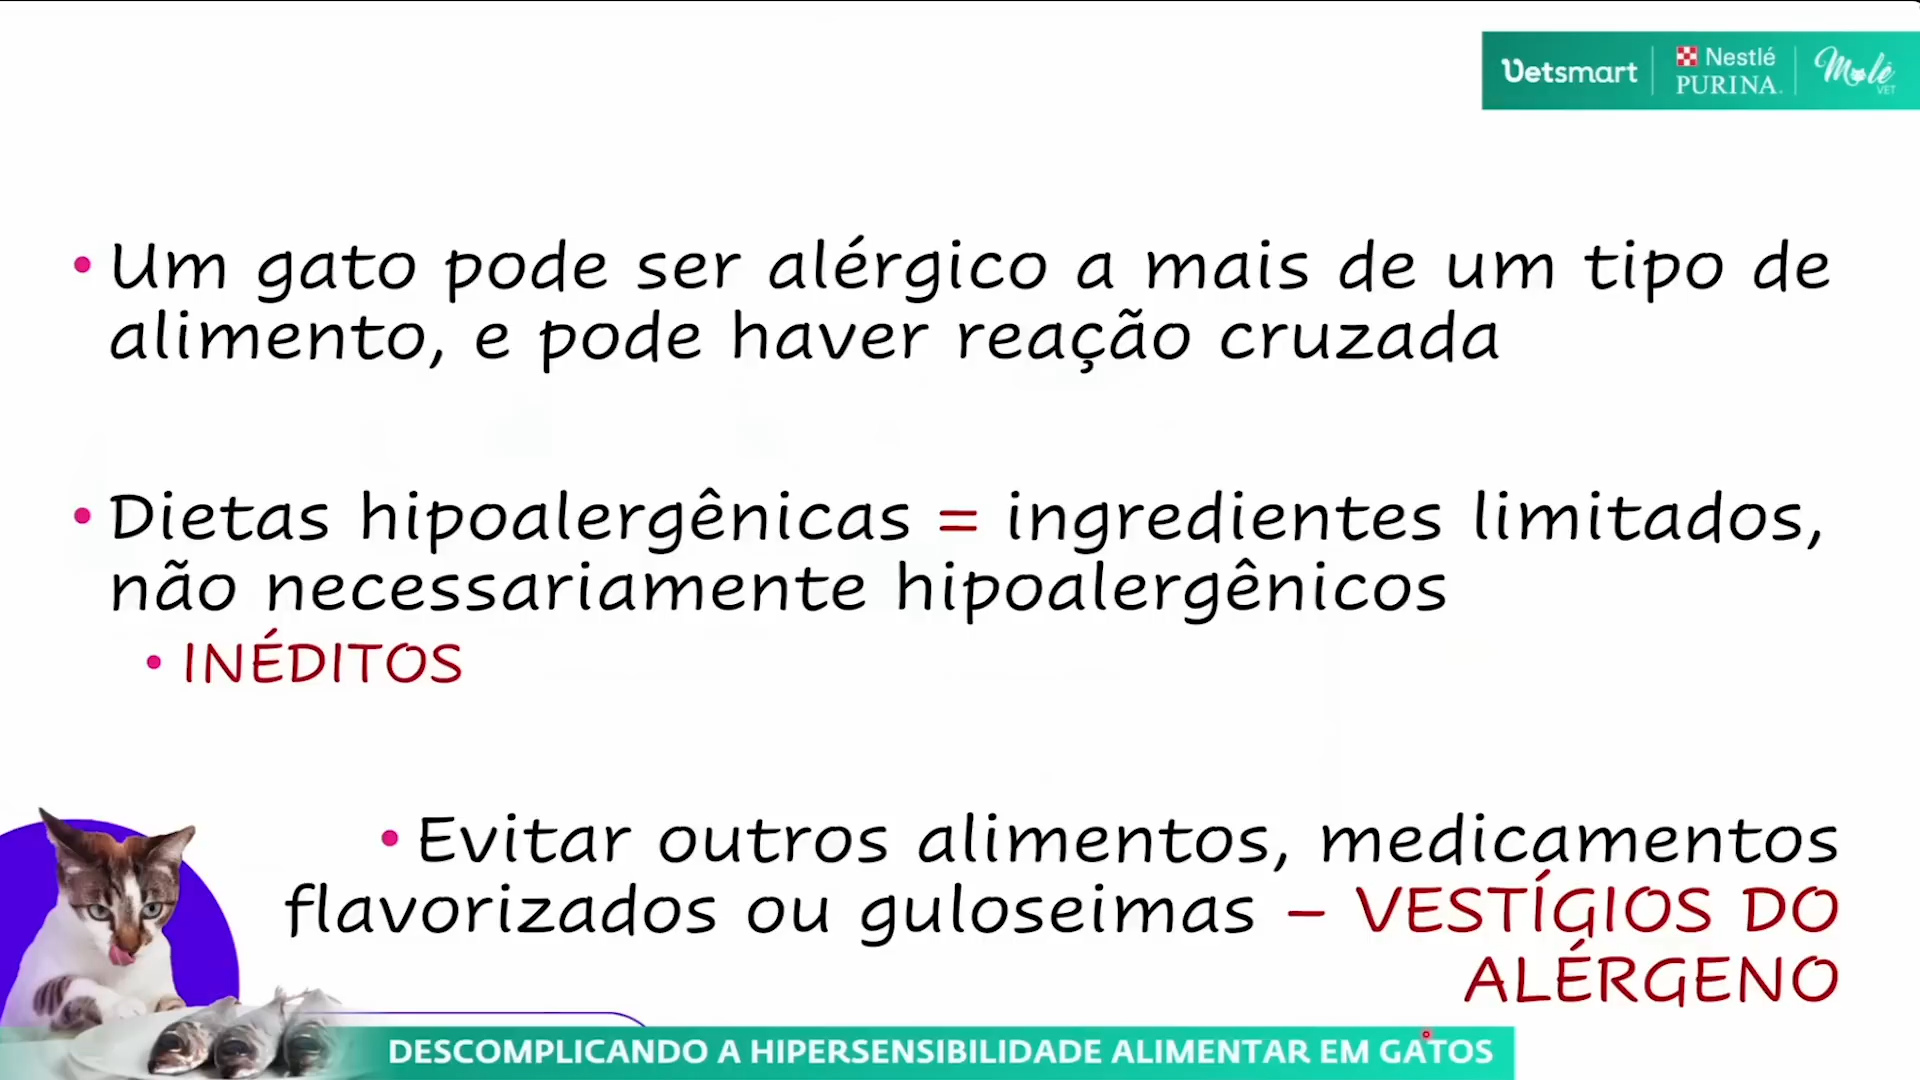 Vetsmart
Nestlé
PURINA.
Molê
VET
• Um gato pode ser alérgico a mais de um tipo de
alimento, e pode haver reação cruzada
• Dietas hipoalergênicas = ingredientes limitados,
não necessariamente hipoalergênicos
• INÉDITOS
• Evitar outros alimentos, medicamentos
flavorizados ou guloseimas – VESTÍGIOS DO
ALÉRGENO
DESCOMPLICANDO A HIPERSENSIBILIDADE ALIMENTAR EM GATOS